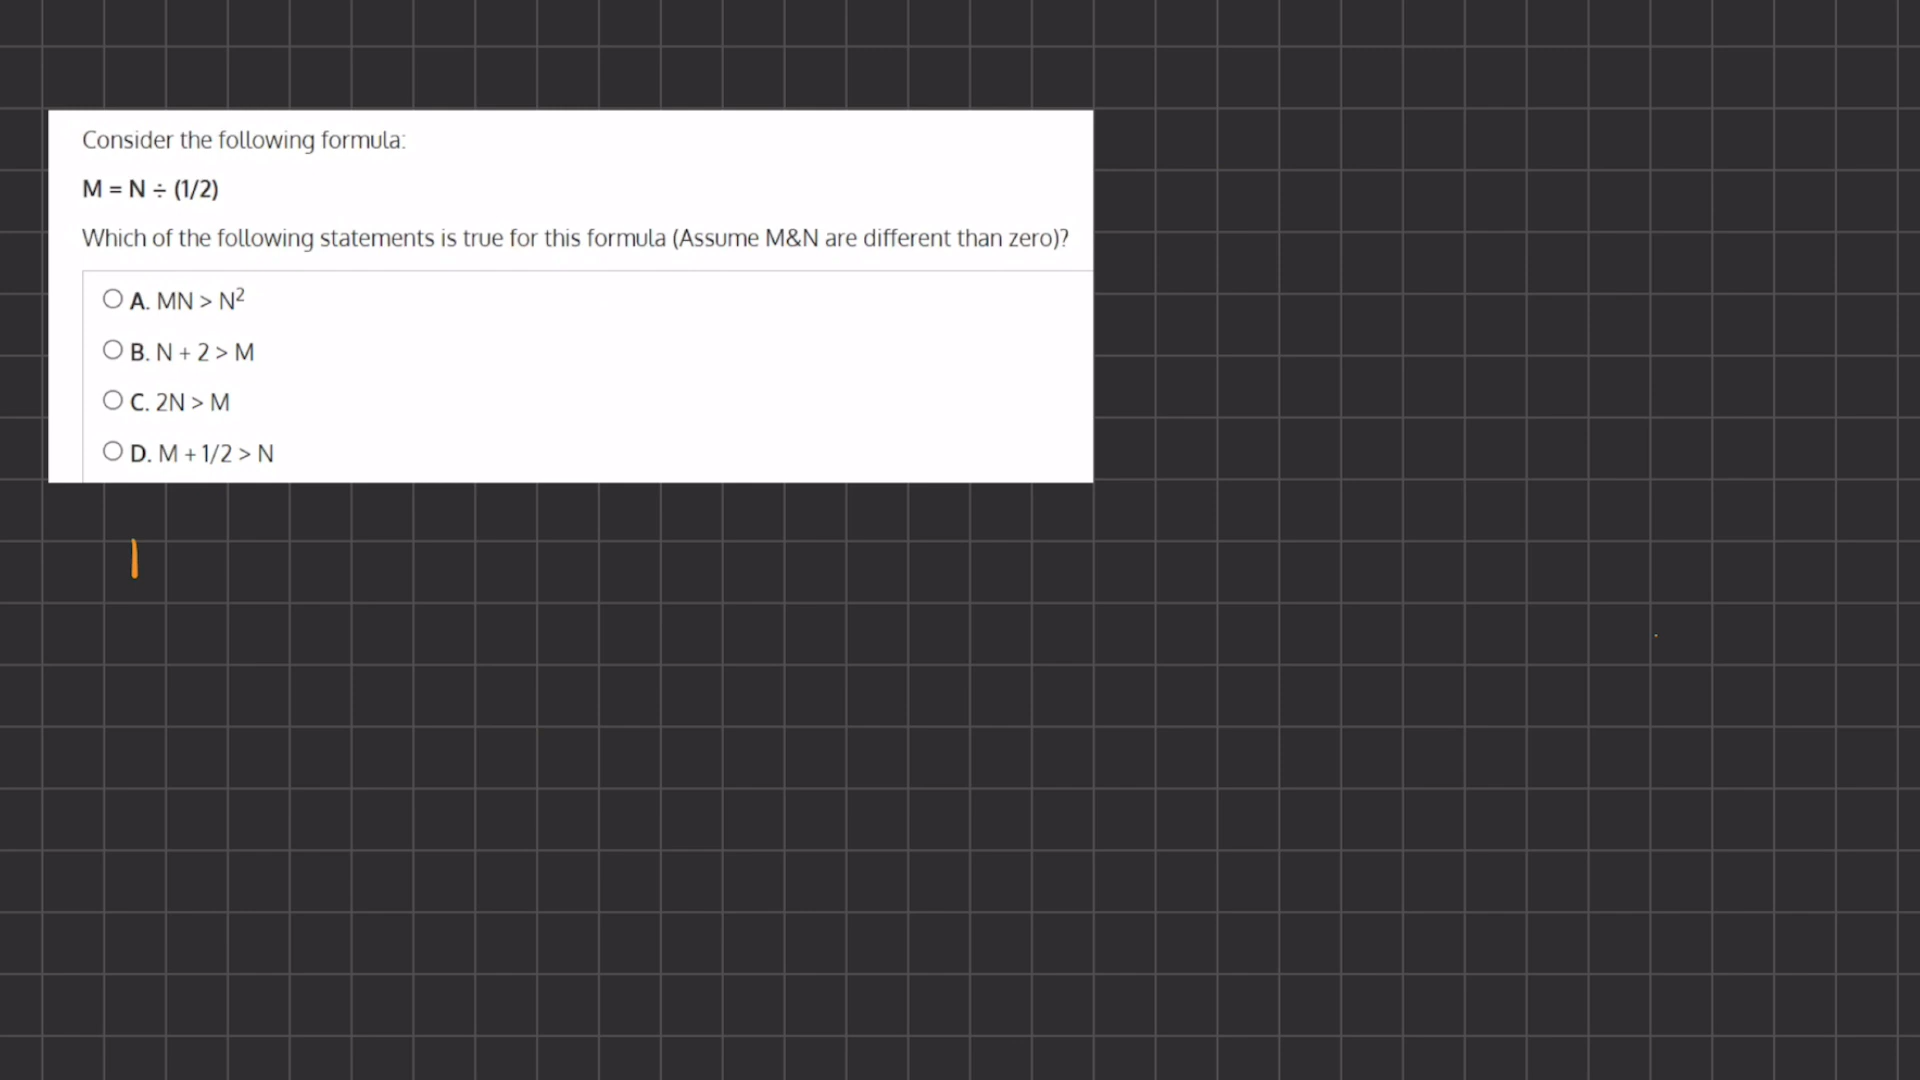 Consider the following formula:
M = N ÷ (1/2)
Which of the following statements is true for this formula (Assume M&N are different than zero)?
A. MN > N²
B. N + 2 > M
C. 2N > M
D. M + 1/2 > N